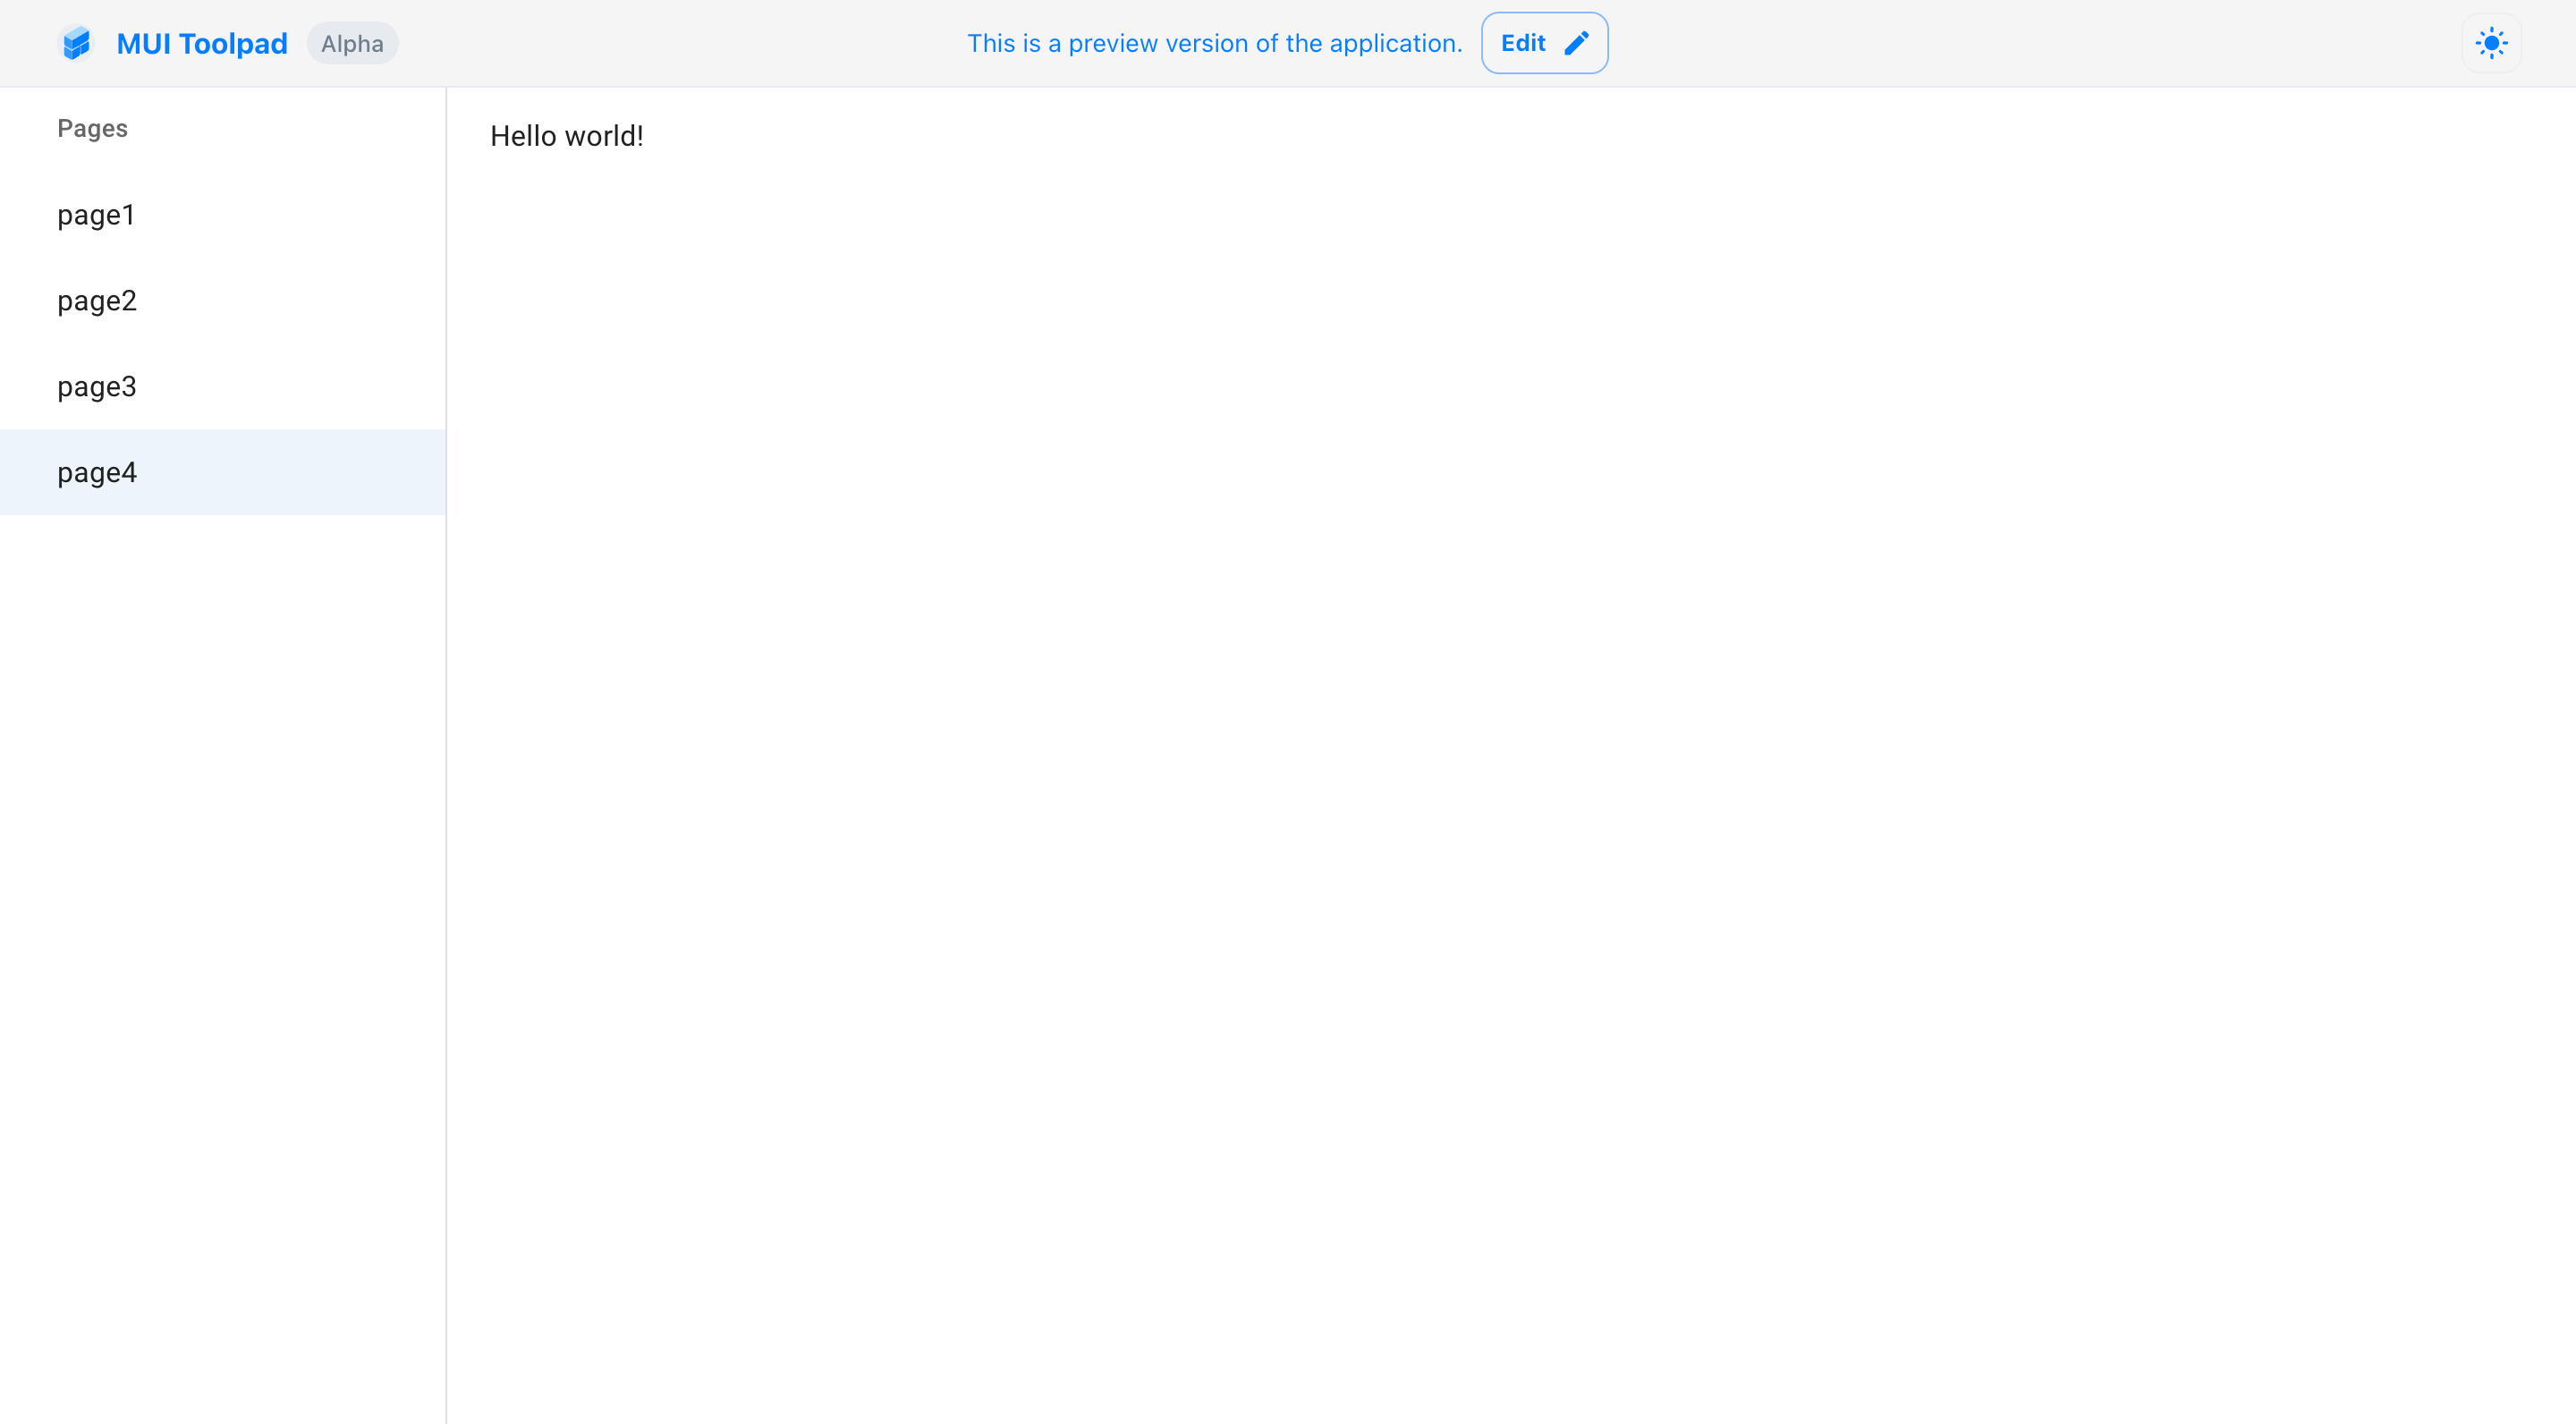 MUI Toolpad Alpha
This is a preview version of the application. Edit
Pages
page1
page2
page3
page4
Hello world!